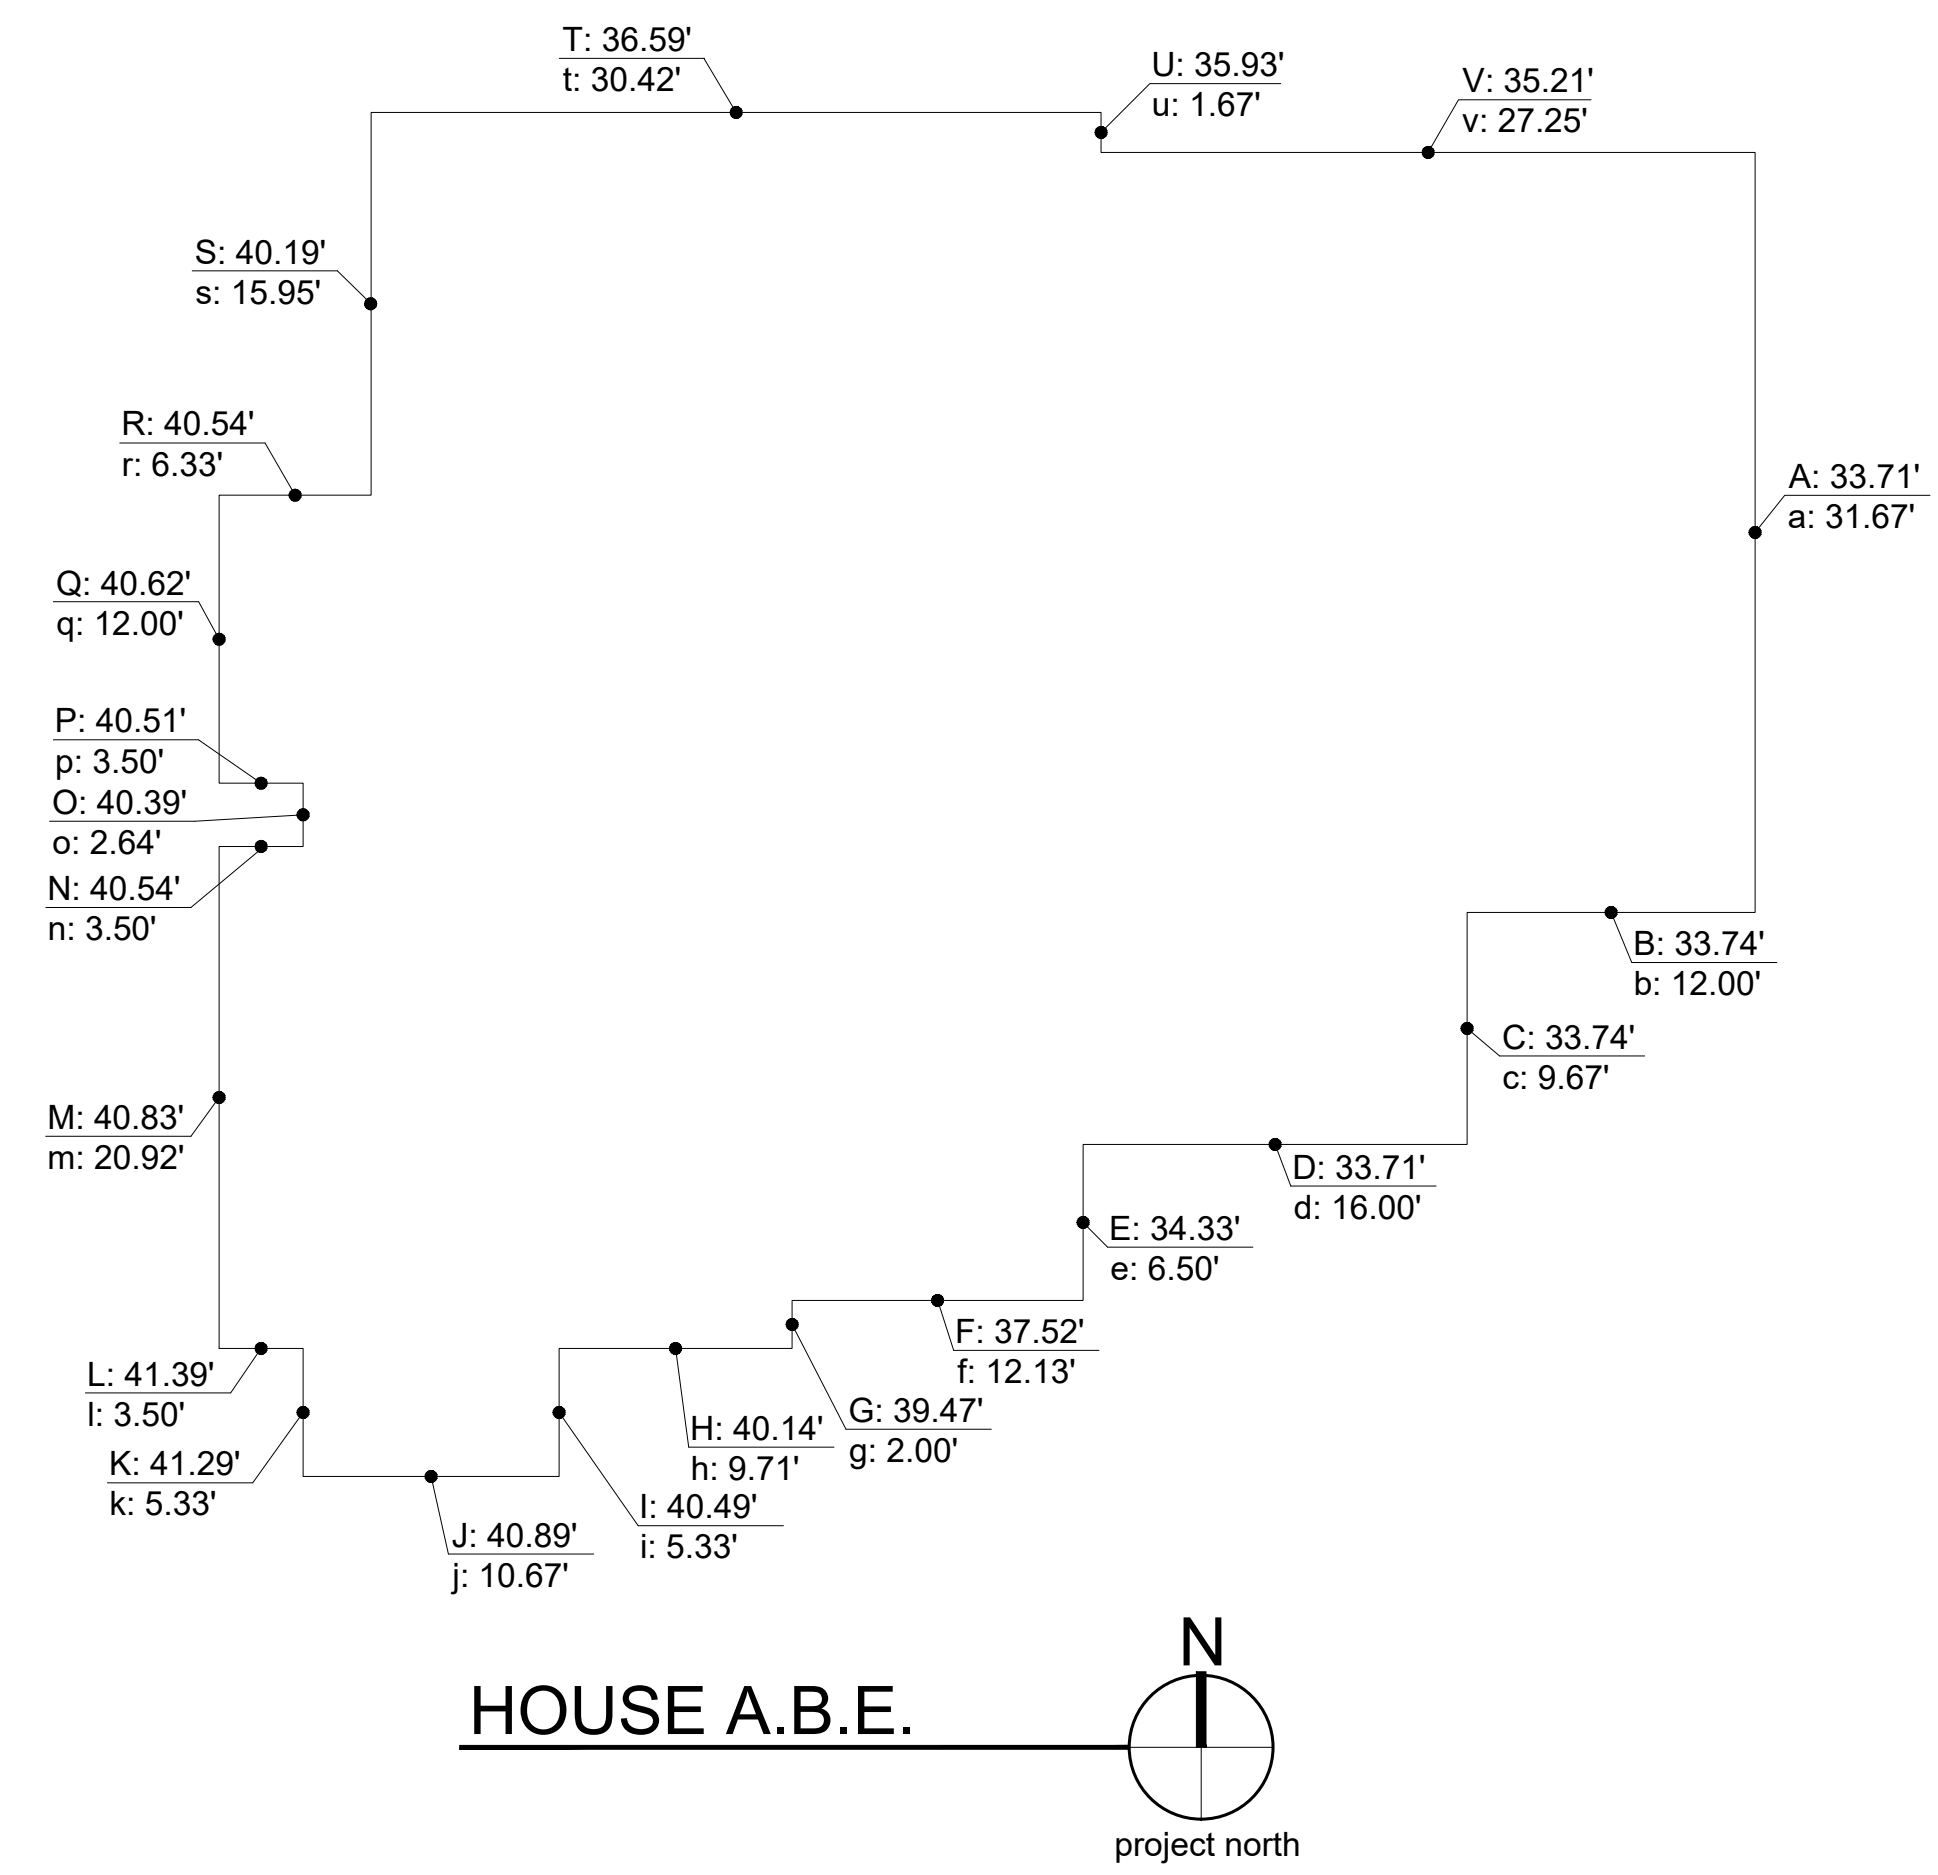 T: 36.59'
t: 30.42'
U: 35.93'
u: 1.67'
V: 35.21'
v: 27.25'
S: 40.19'
s: 15.95'
R: 40.54'
r: 6.33'
A: 33.71'
a: 31.67'
Q: 40.62'
q: 12.00'
P: 40.51'
p: 3.50'
O: 40.39'
o: 2.64'
N: 40.54'
n: 3.50'
B: 33.74'
b: 12.00'
C: 33.74'
c: 9.67'
M: 40.83'
m: 20.92'
D: 33.71'
d: 16.00'
E: 34.33'
e: 6.50'
F: 37.52'
f: 12.13'
L: 41.39'
l: 3.50'
G: 39.47'
g: 2.00'
H: 40.14'
h: 9.71'
K: 41.29'
k: 5.33'
I: 40.49'
i: 5.33'
J: 40.89'
j: 10.67'
N
HOUSE A.B.E.
project north